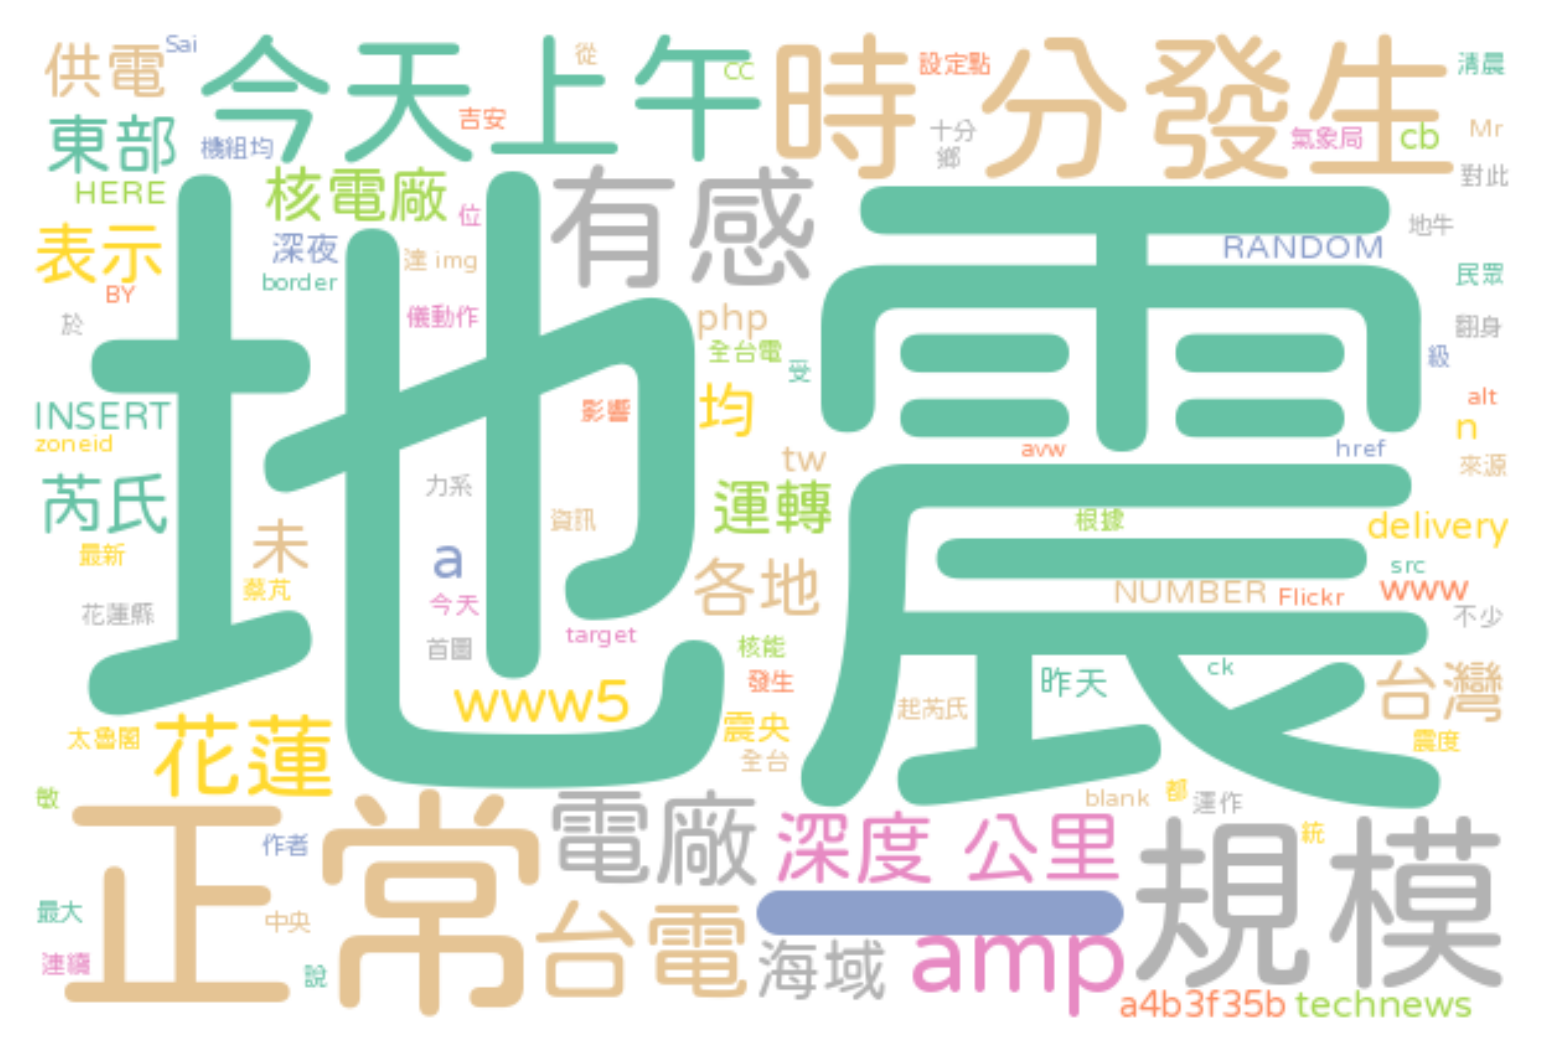 供電
Sai
今天上午
從
CC
時分發生
設定點
清晨
東部
機組均
吉安
十分
鄉
氣象局
cb
Mr
HERE
核電廠
位
有感
對此
地震
表示
深夜
達
img
RANDOM
地牛
BY
border
民眾
於
儀動作
php
翻身
全台電
受
級
INSERT
影響
均
alt
zoneid
tw
avw
href
n
芮氏
力系
來源
未
資訊
運轉
根據
delivery
最新
a
src
蔡芃
今天
各地
NUMBER
Flickr
www
花蓮縣
首圖
target
核能
不少
www5
發生
昨天
ck
台灣
太魯閣
花蓮
震央
起芮氏
震度
全台
敏
blank
都
運作
正常
作者
電廠
深度 公里
統
規模
最大
中央
台電
連續
說
海域
amp
a4b3f35b
technews